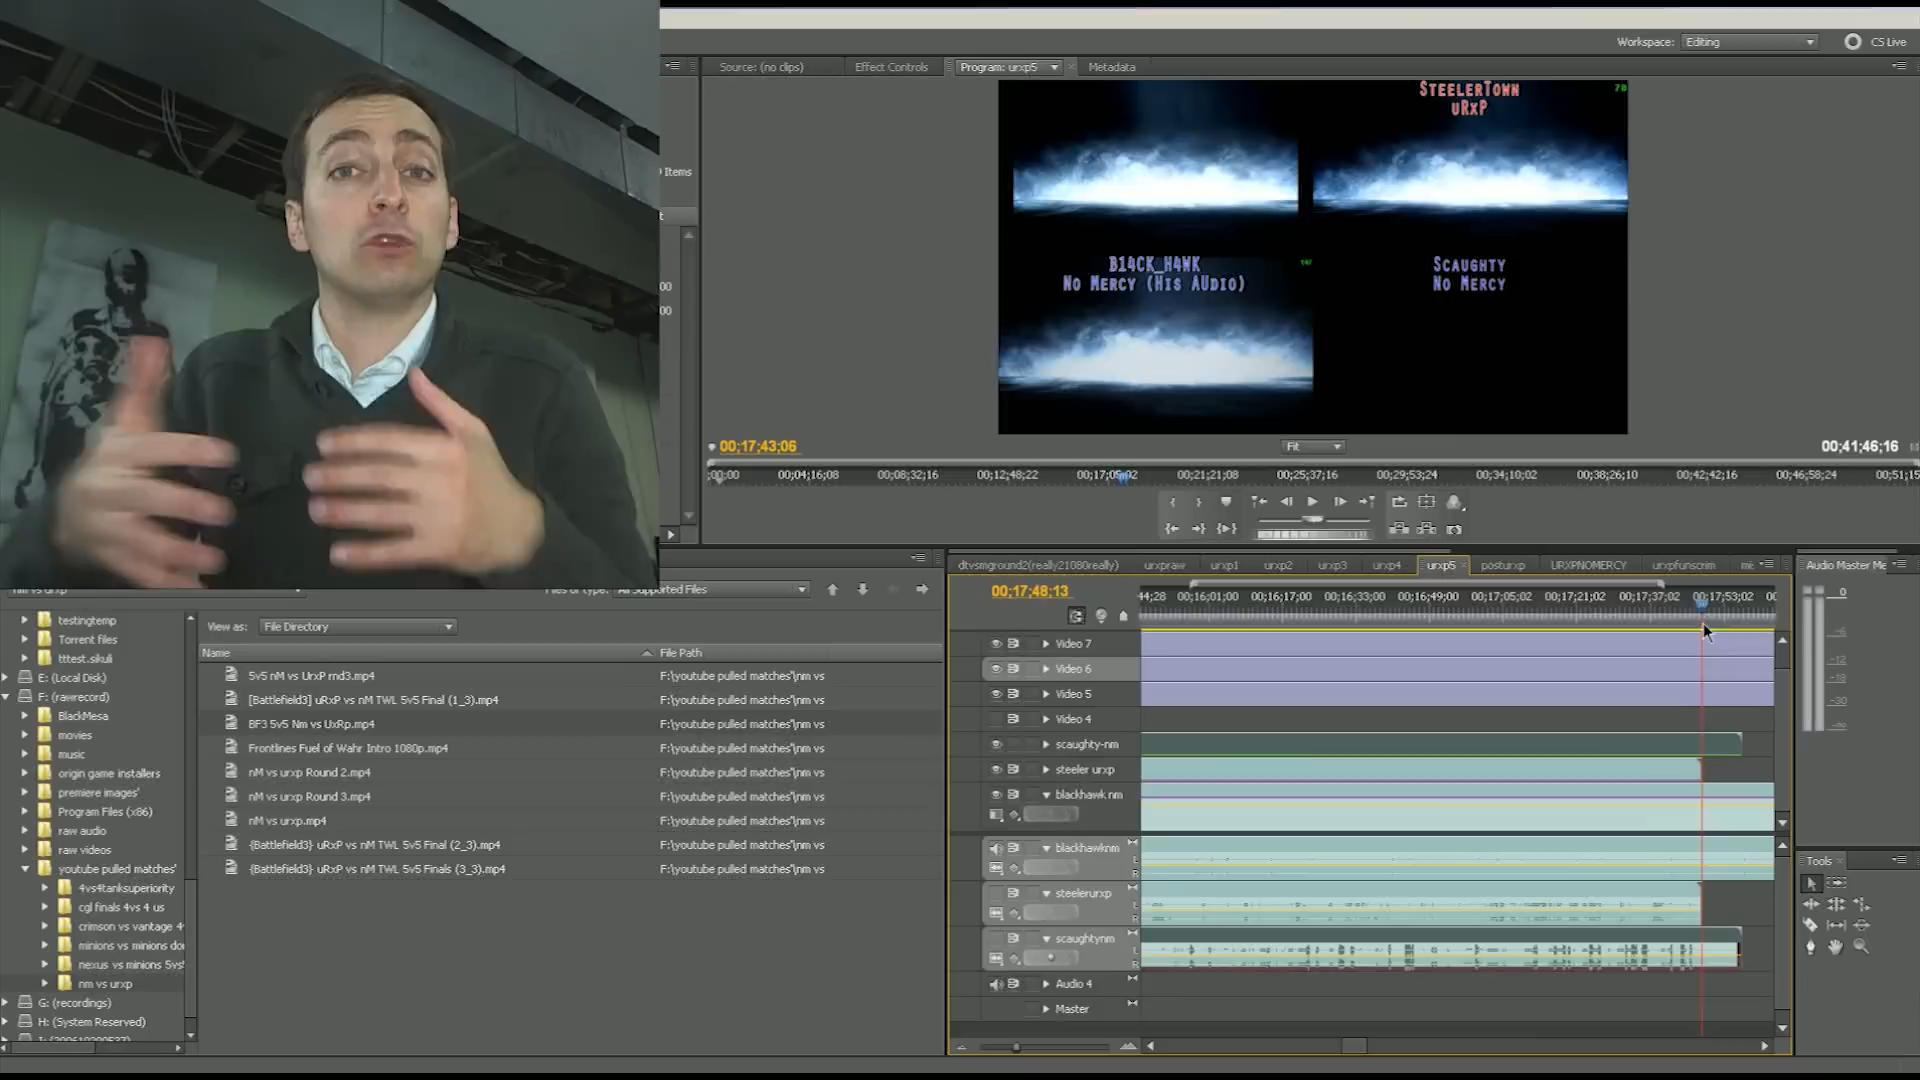 Workspace: Editing CS Live
Source: (no clips) Effect Controls Program: urxp5 Metadata
Items
STEELERTOWN
URXP
78
B14CK_H4WK
NO MERCY (HIS AUDIO)
SCAUGHTY
NO MERCY
00;17;43;06 Fit 00;41;46;16
;00;00 00;04;16;08 00;08;32;16 00;12;48;22 00;17;05;02 00;21;21;08 00;25;37;16 00;29;53;24 00;34;10;02 00;38;26;10 00;42;42;16 00;46;58;24 00;51;15
dtvsmground2(really21080really) urxpraw urxp1 urxp2 urxp3 urxp4 urxp5 posturxp URXPNOMERCY urxpfunscrim Audio Master Me
nm vs urxp Files of type: All Supported Files
View as: File Directory
Name File Path
testingtemp
Torrent files
tttest.sikuli
E: (Local Disk)
F: (rawrecord)
BlackMesa
movies
music
origin game installers
premiere images'
Program Files (x86)
raw audio
raw videos
youtube pulled matches'
4vs4tanksuperiority
cgl finals 4vs 4 us
crimson vs vantage 4
minions vs minions do
nexus vs minions 5vs
nm vs urxp
G: (recordings)
H: (System Reserved)
5v5 nM vs UrxP rnd3.mp4 F:\youtube pulled matches'\nm vs
[Battlefield3] uRxP vs nM TWL 5v5 Final (1_3).mp4 F:\youtube pulled matches'\nm vs
BF3 5v5 Nm vs UxRp.mp4 F:\youtube pulled matches'\nm vs
Frontlines Fuel of Wahr Intro 1080p.mp4 F:\youtube pulled matches'\nm vs
nM vs urxp Round 2.mp4 F:\youtube pulled matches'\nm vs
nM vs urxp Round 3.mp4 F:\youtube pulled matches'\nm vs
nM vs urxp.mp4 F:\youtube pulled matches'\nm vs
{Battlefield3} uRxP vs nM TWL 5v5 Final (2_3).mp4 F:\youtube pulled matches'\nm vs
{Battlefield3} uRxP vs nM TWL 5v5 Finals (3_3).mp4 F:\youtube pulled matches'\nm vs
00;17;48;13
44;28 00;16;01;00 00;16;17;00 00;16;33;00 00;16;49;00 00;17;05;02 00;17;21;02 00;17;37;02 00;17;53;02
Video 7
Video 6
Video 5
Video 4
scaughty-nm
steeler urxp
blackhawk nm
blackhawknm
steelerurxp
scaughtynm
Audio 4
Master
0
-6
-12
-18
-30
Tools